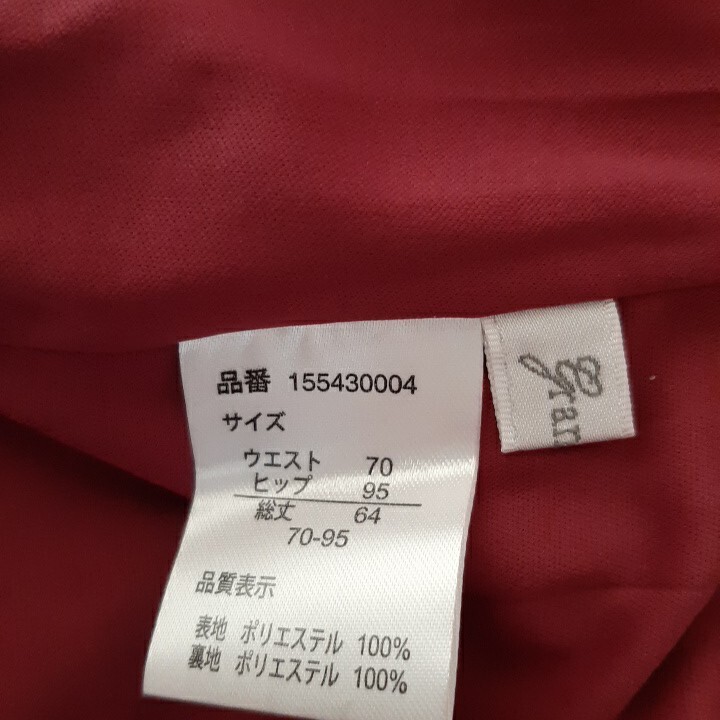 品番 155430004
サイズ
ウエスト 70
ヒップ 95
総丈 64
70-95
品質表示
表地 ポリエステル 100%
裏地 ポリエステル 100%
Gran